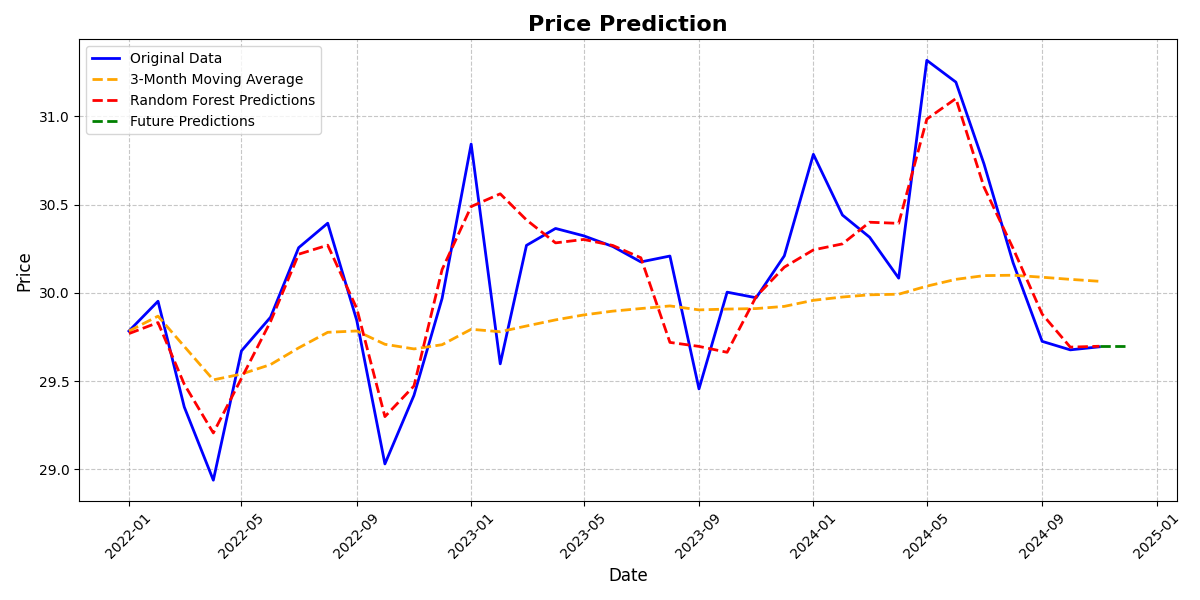 Price Prediction
Original Data
3-Month Moving Average
Random Forest Predictions
Future Predictions
Price
31.0
30.5
30.0
29.5
29.0
2022-01
2022-05
2022-09
2023-01
2023-05
2023-09
2024-01
2024-05
2024-09
2025-01
Date